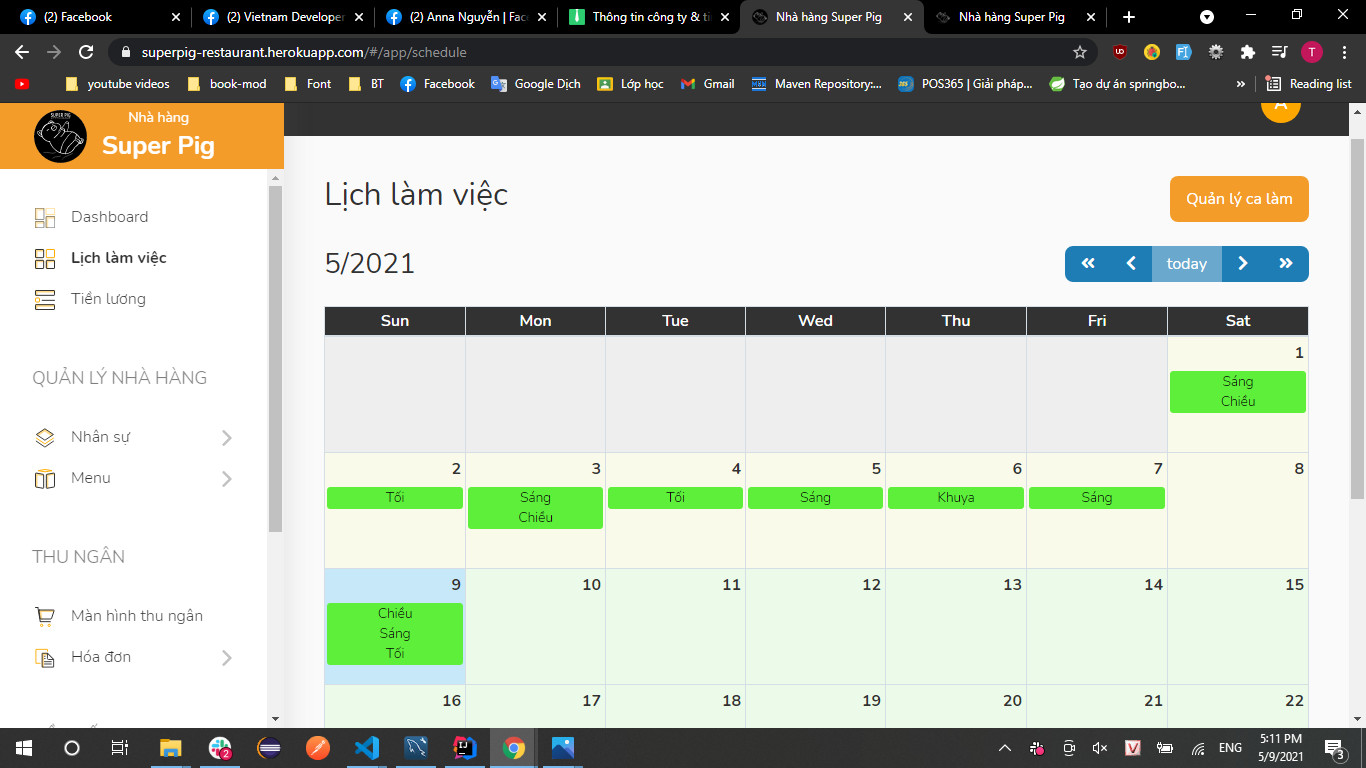 (2) Facebook
(2) Vietnam Developer
(2) Anna Nguyễn | Fac
Thông tin công ty & ti
Nhà hàng Super Pig
Nhà hàng Super Pig
superpig-restaurant.herokuapp.com/#/app/schedule
T
youtube videos
book-mod
Font
BT
Facebook
Google Dịch
Lớp học
Gmail
Maven Repository:...
POS365 | Giải pháp...
Tạo dự án springbo...
»
Reading list
Nhà hàng
Super Pig
A
Dashboard
Lịch làm việc
Tiền lương
QUẢN LÝ NHÀ HÀNG
Nhân sự
Menu
THU NGÂN
Màn hình thu ngân
Hóa đơn
Lịch làm việc
Quản lý ca làm
5/2021
today
Sun Mon Tue Wed Thu Fri Sat
1
Sáng
Chiều
2 3 4 5 6 7 8
Tối Sáng Tối Sáng Khuya Sáng
Chiều
9 10 11 12 13 14 15
Chiều
Sáng
Tối
16 17 18 19 20 21 22
ENG
5:11 PM
5/9/2021
3